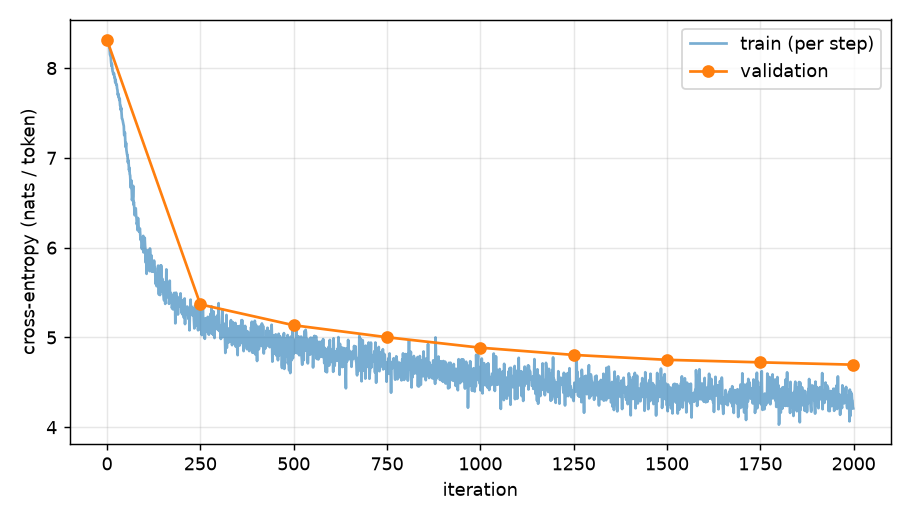 train (per step)
validation
cross-entropy (nats / token)
8
7
6
5
4
0 250 500 750 1000 1250 1500 1750 2000
iteration